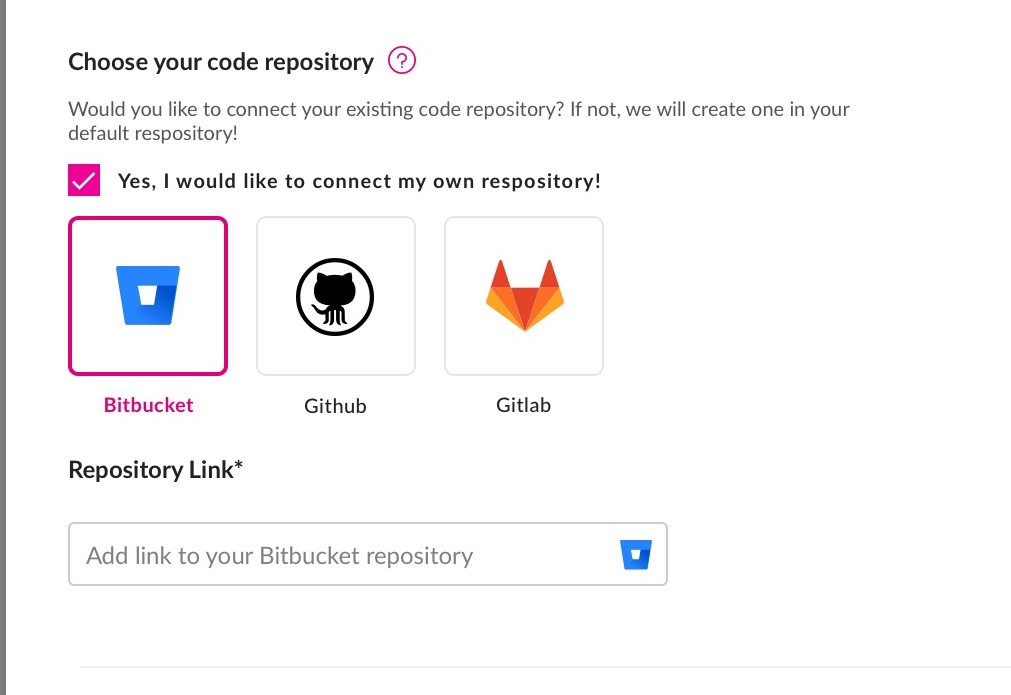 Choose your code repository ?
Would you like to connect your existing code repository? If not, we will create one in your
default respository!
Yes, I would like to connect my own respository!
Bitbucket Github Gitlab
Repository Link*
Add link to your Bitbucket repository